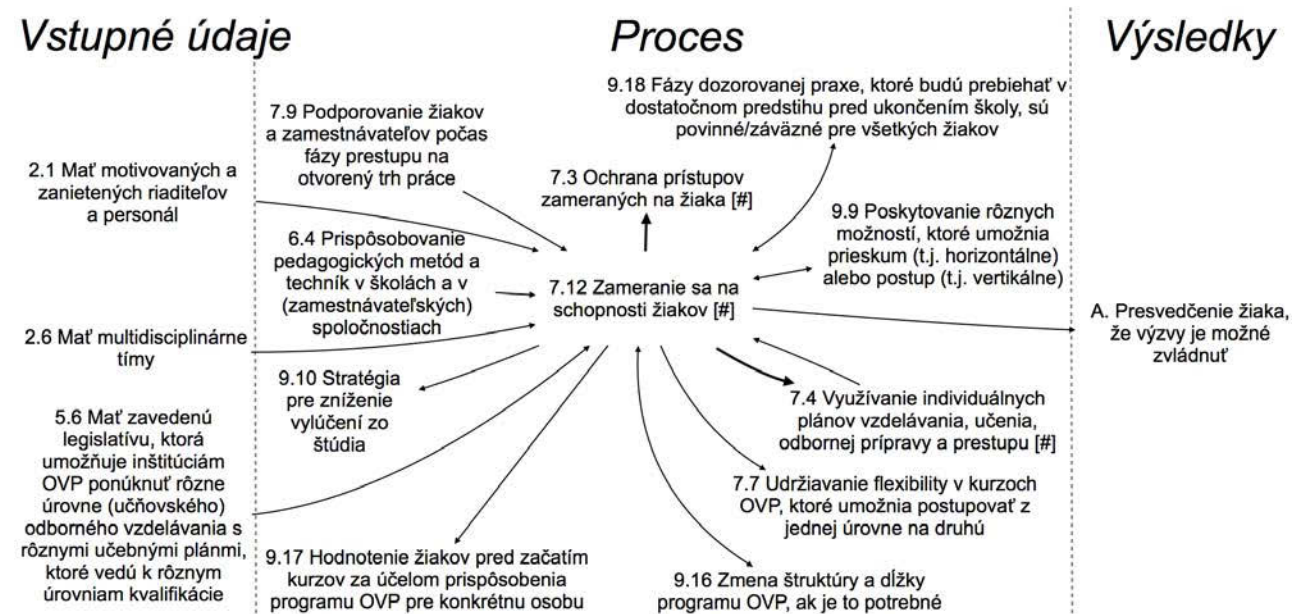 Vstupné údaje
Proces
Výsledky
2.1 Mať motivovaných a
zanietených riaditeľov
a personál
2.6 Mať multidisciplinárne
tímy
5.6 Mať zavedenú
legislatívu, ktorá
umožňuje inštitúciám
OVP ponúknuť rôzne
úrovne (učňovského)
odborného vzdelávania s
rôznymi učebnými plánmi,
ktoré vedú k rôznym
úrovniam kvalifikácie
7.9 Podporovanie žiakov
a zamestnávateľov počas
fázy prestupu na
otvorený trh práce
6.4 Prispôsobovanie
pedagogických metód a
techník v školách a v
(zamestnávateľských)
spoločnostiach
9.10 Stratégia
pre zníženie
vylúčení zo
štúdia
9.17 Hodnotenie žiakov pred začatím
kurzov za účelom prispôsobenia
programu OVP pre konkrétnu osobu
7.3 Ochrana prístupov
zameraných na žiaka [#]
7.12 Zameranie sa na
schopnosti žiakov [#]
9.18 Fázy dozorovanej praxe, ktoré budú prebiehať v
dostatočnom predstihu pred ukončením školy, sú
povinné/záväzné pre všetkých žiakov
9.9 Poskytovanie rôznych
možností, ktoré umožnia
prieskum (t.j. horizontálne)
alebo postup (t.j. vertikálne)
7.4 Využívanie individuálnych
plánov vzdelávania, učenia,
odbornej prípravy a prestupu [#]
7.7 Udržiavanie flexibility v kurzoch
OVP, ktoré umožnia postupovať z
jednej úrovne na druhú
9.16 Zmena štruktúry a dĺžky
programu OVP, ak je to potrebné
A. Presvedčenie žiaka,
že výzvy je možné
zvládnuť